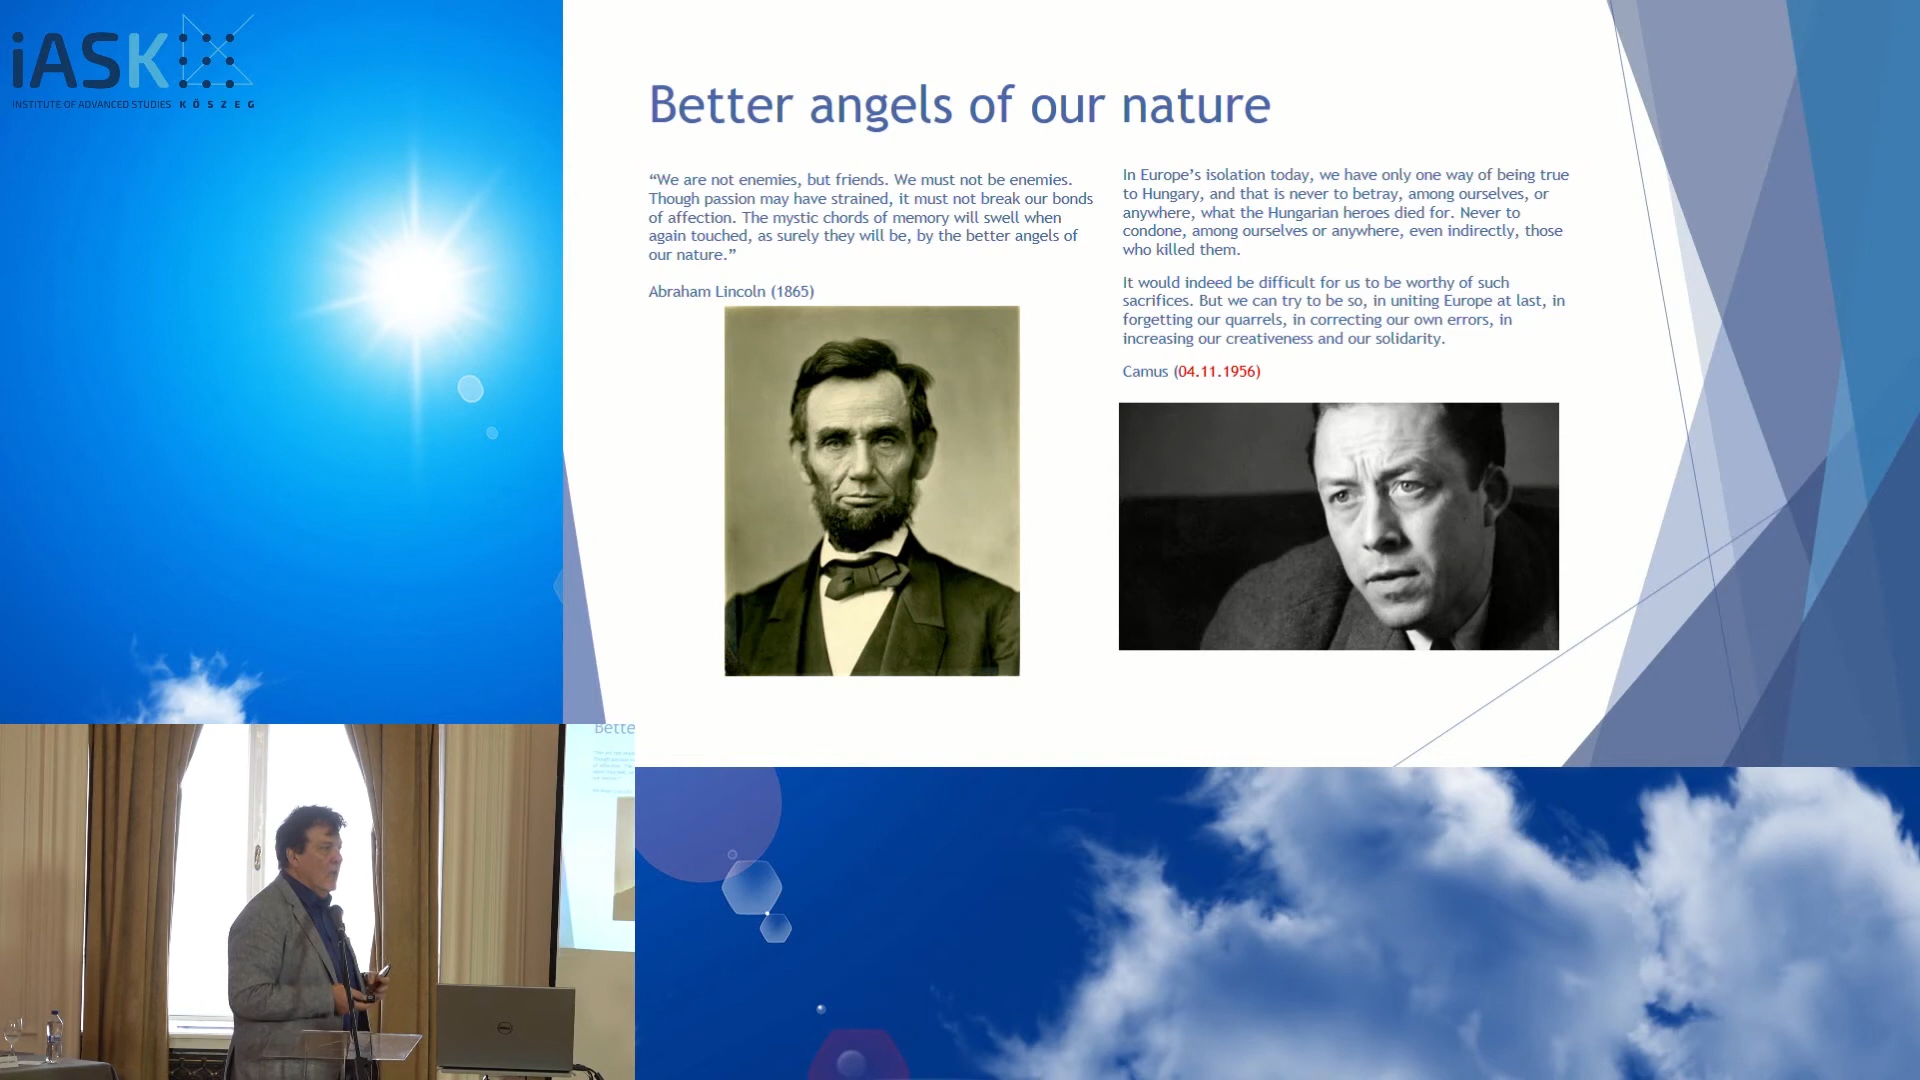 iASK
INSTITUTE OF ADVANCED STUDIES KŐSZEG
Better angels of our nature
“We are not enemies, but friends. We must not be enemies.
Though passion may have strained, it must not break our bonds
of affection. The mystic chords of memory will swell when
again touched, as surely they will be, by the better angels of
our nature.”
Abraham Lincoln (1865)
In Europe’s isolation today, we have only one way of being true
to Hungary, and that is never to betray, among ourselves, or
anywhere, what the Hungarian heroes died for. Never to
condone, among ourselves or anywhere, even indirectly, those
who killed them.
It would indeed be difficult for us to be worthy of such
sacrifices. But we can try to be so, in uniting Europe at last, in
forgetting our quarrels, in correcting our own errors, in
increasing our creativeness and our solidarity.
Camus (04.11.1956)
Bette
DELL